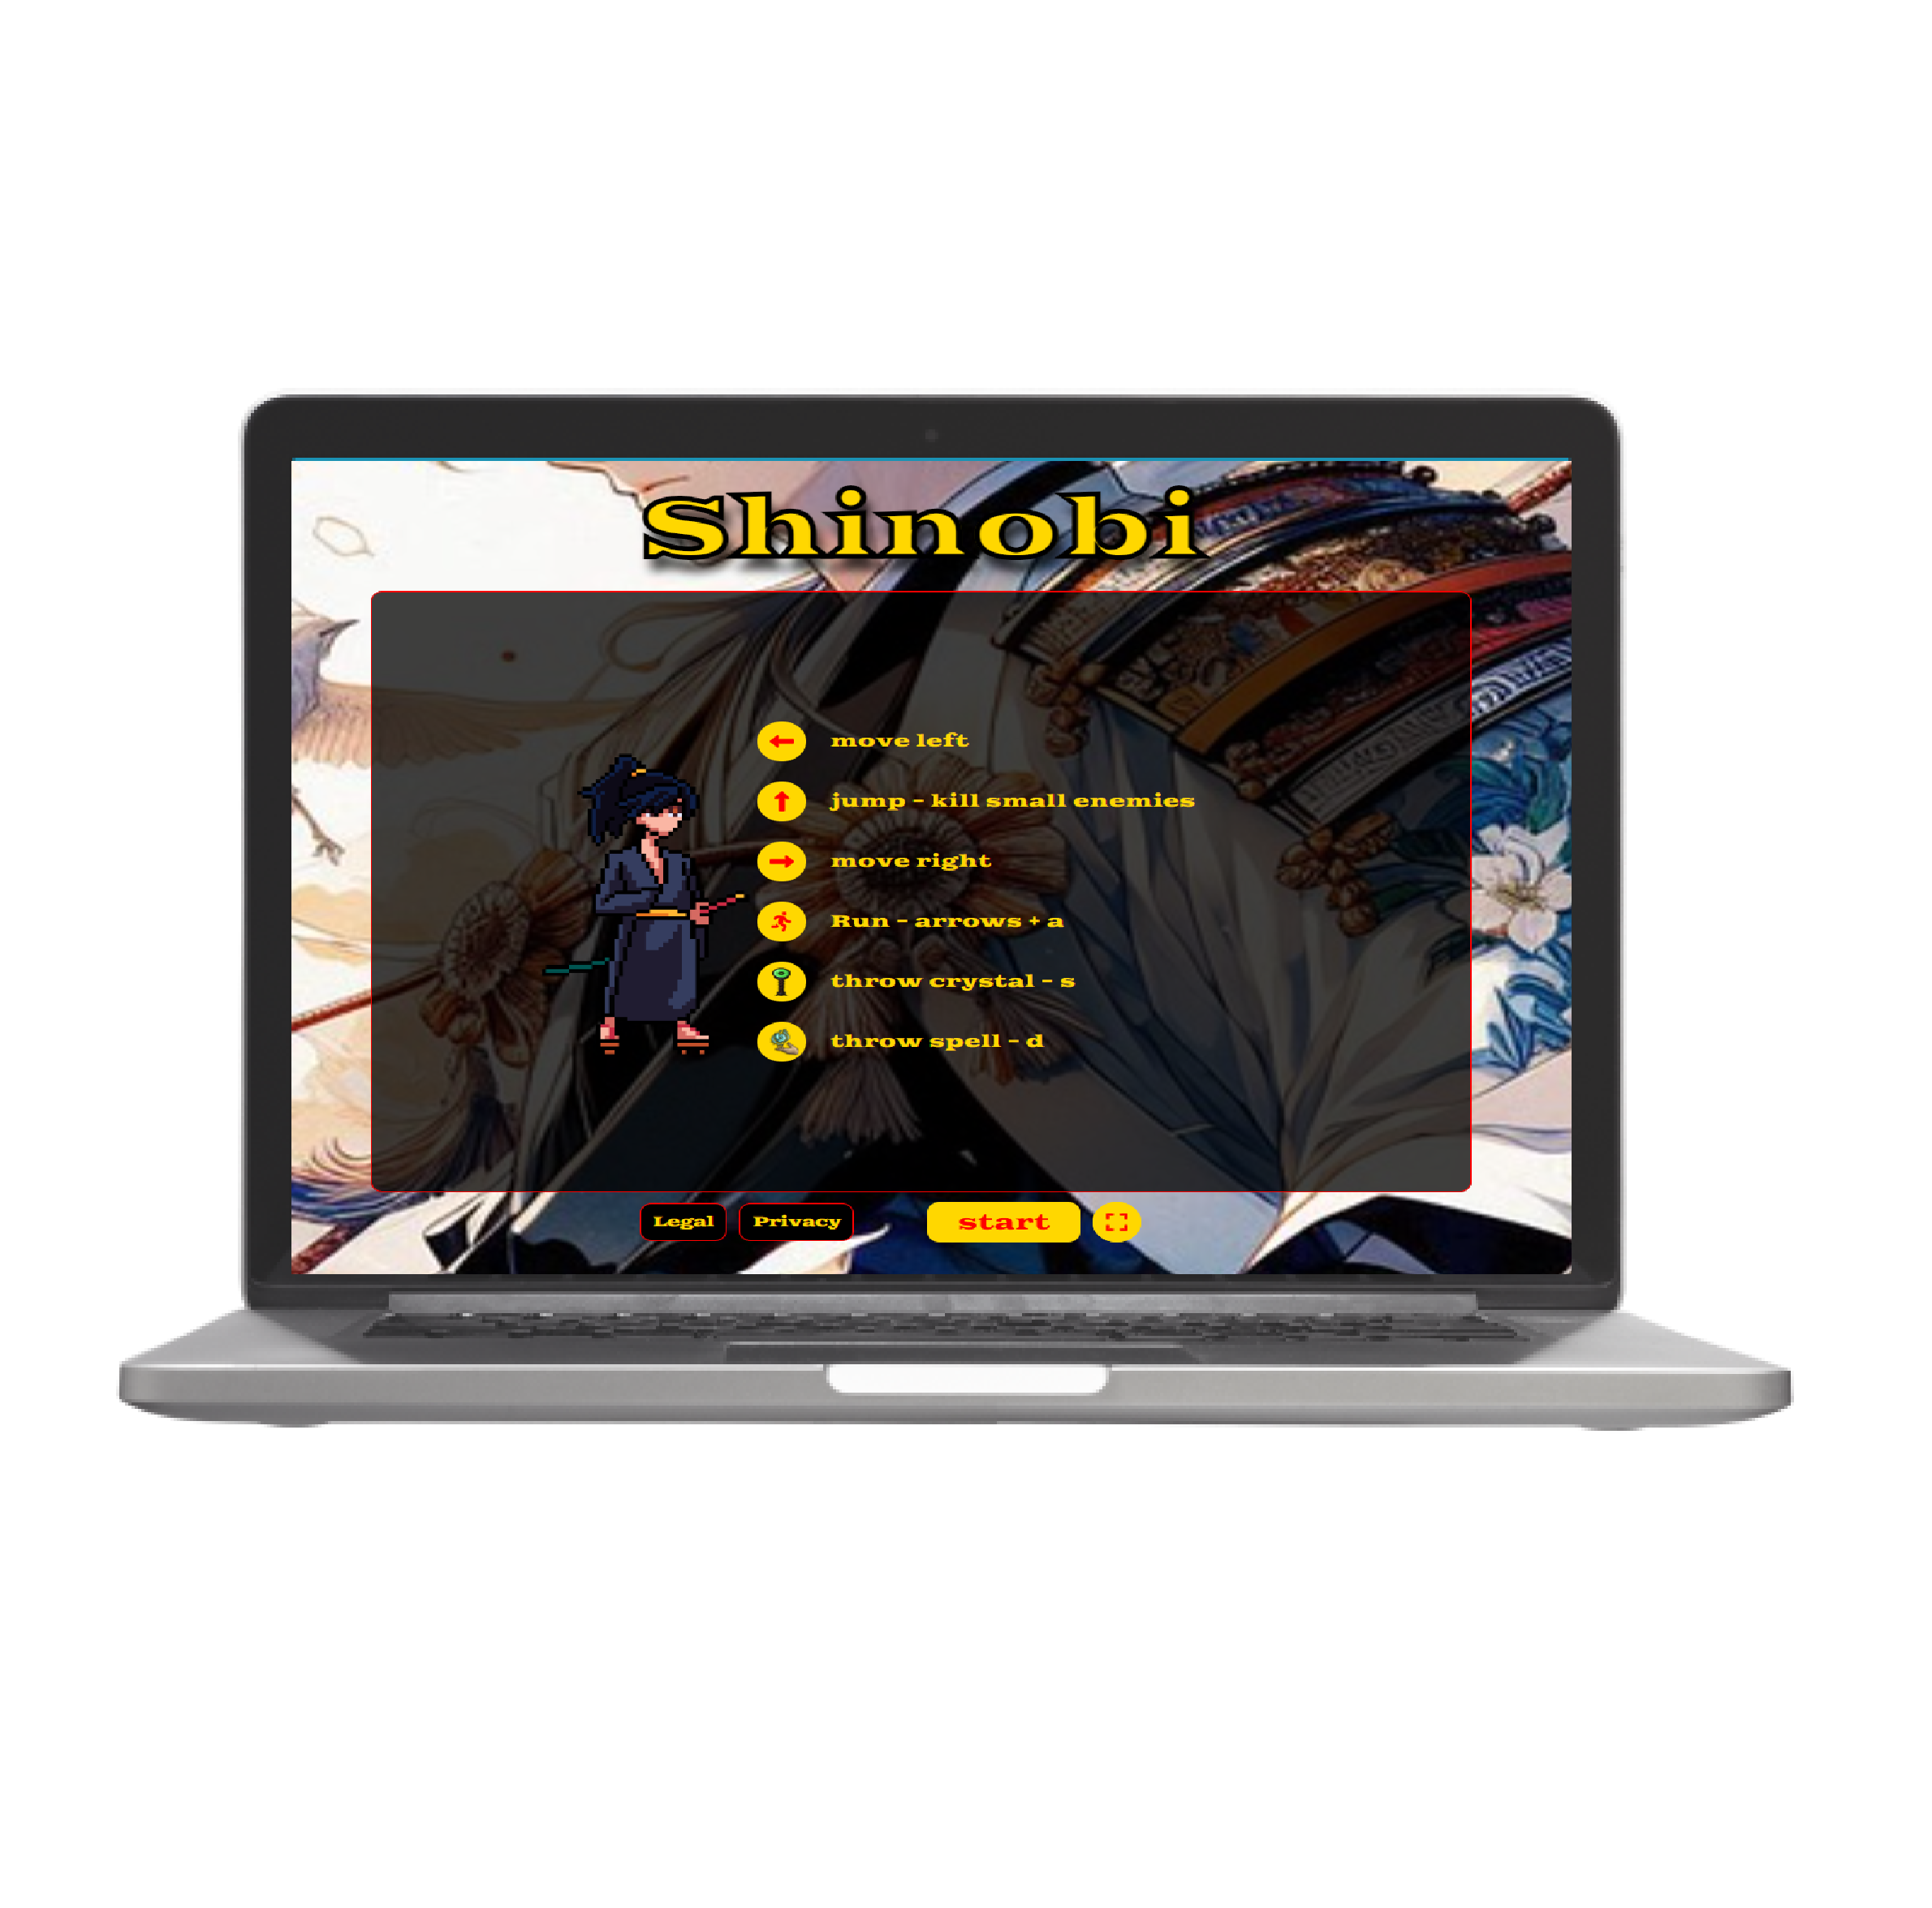 Shinobi
move left
jump - kill small enemies
move right
Run - arrows + a
throw crystal - s
throw spell - d
Legal
Privacy
start